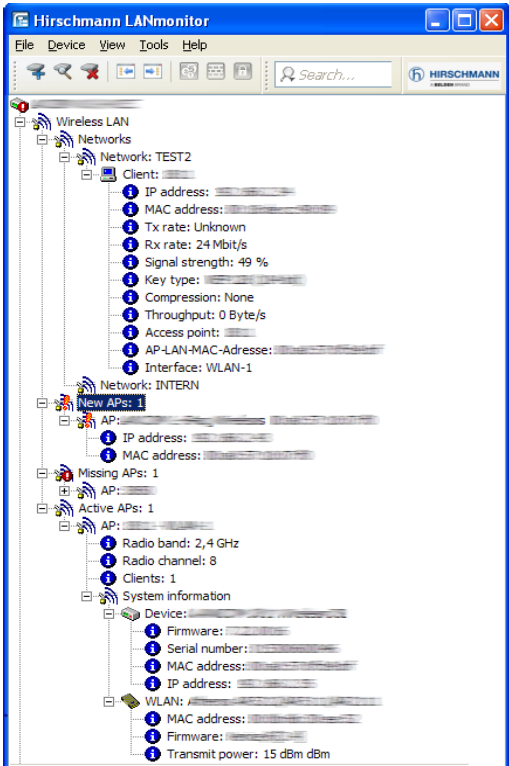 Hirschmann LANmonitor
File Device View Tools Help
Search...
HIRSCHMANN
A BELDEN BRAND
Wireless LAN
Networks
Network: TEST2
Client:
IP address:
MAC address:
Tx rate: Unknown
Rx rate: 24 Mbit/s
Signal strength: 49 %
Key type:
Compression: None
Throughput: 0 Byte/s
Access point:
AP-LAN-MAC-Adresse:
Interface: WLAN-1
Network: INTERN
New APs: 1
AP:
IP address:
MAC address:
Missing APs: 1
AP:
Active APs: 1
AP:
Radio band: 2,4 GHz
Radio channel: 8
Clients: 1
System information
Device:
Firmware:
Serial number:
MAC address:
IP address:
WLAN:
MAC address:
Firmware:
Transmit power: 15 dBm dBm